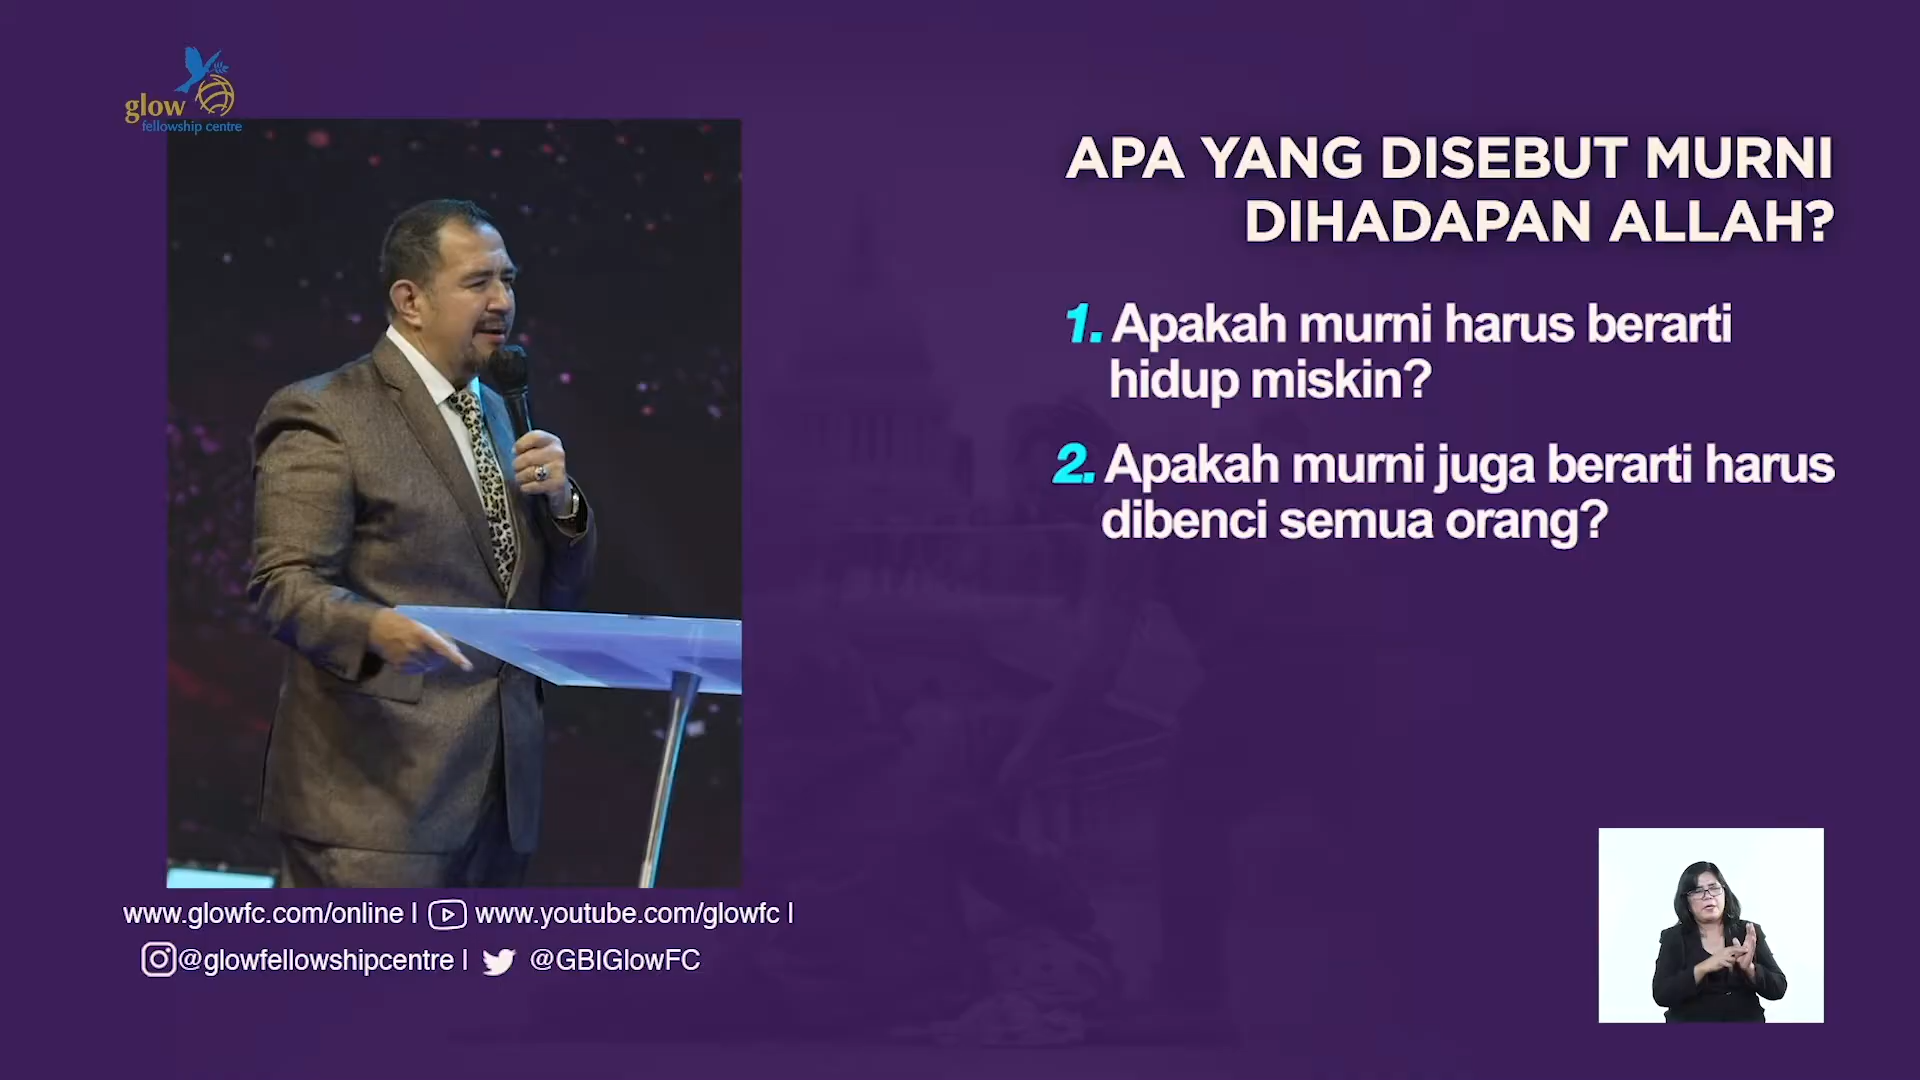 glow
fellowship centre
APA YANG DISEBUT MURNI
DIHADAPAN ALLAH?
1. Apakah murni harus berarti
hidup miskin?
2. Apakah murni juga berarti harus
dibenci semua orang?
www.glowfc.com/online | www.youtube.com/glowfc |
@glowfellowshipcentre | @GBIGlowFC